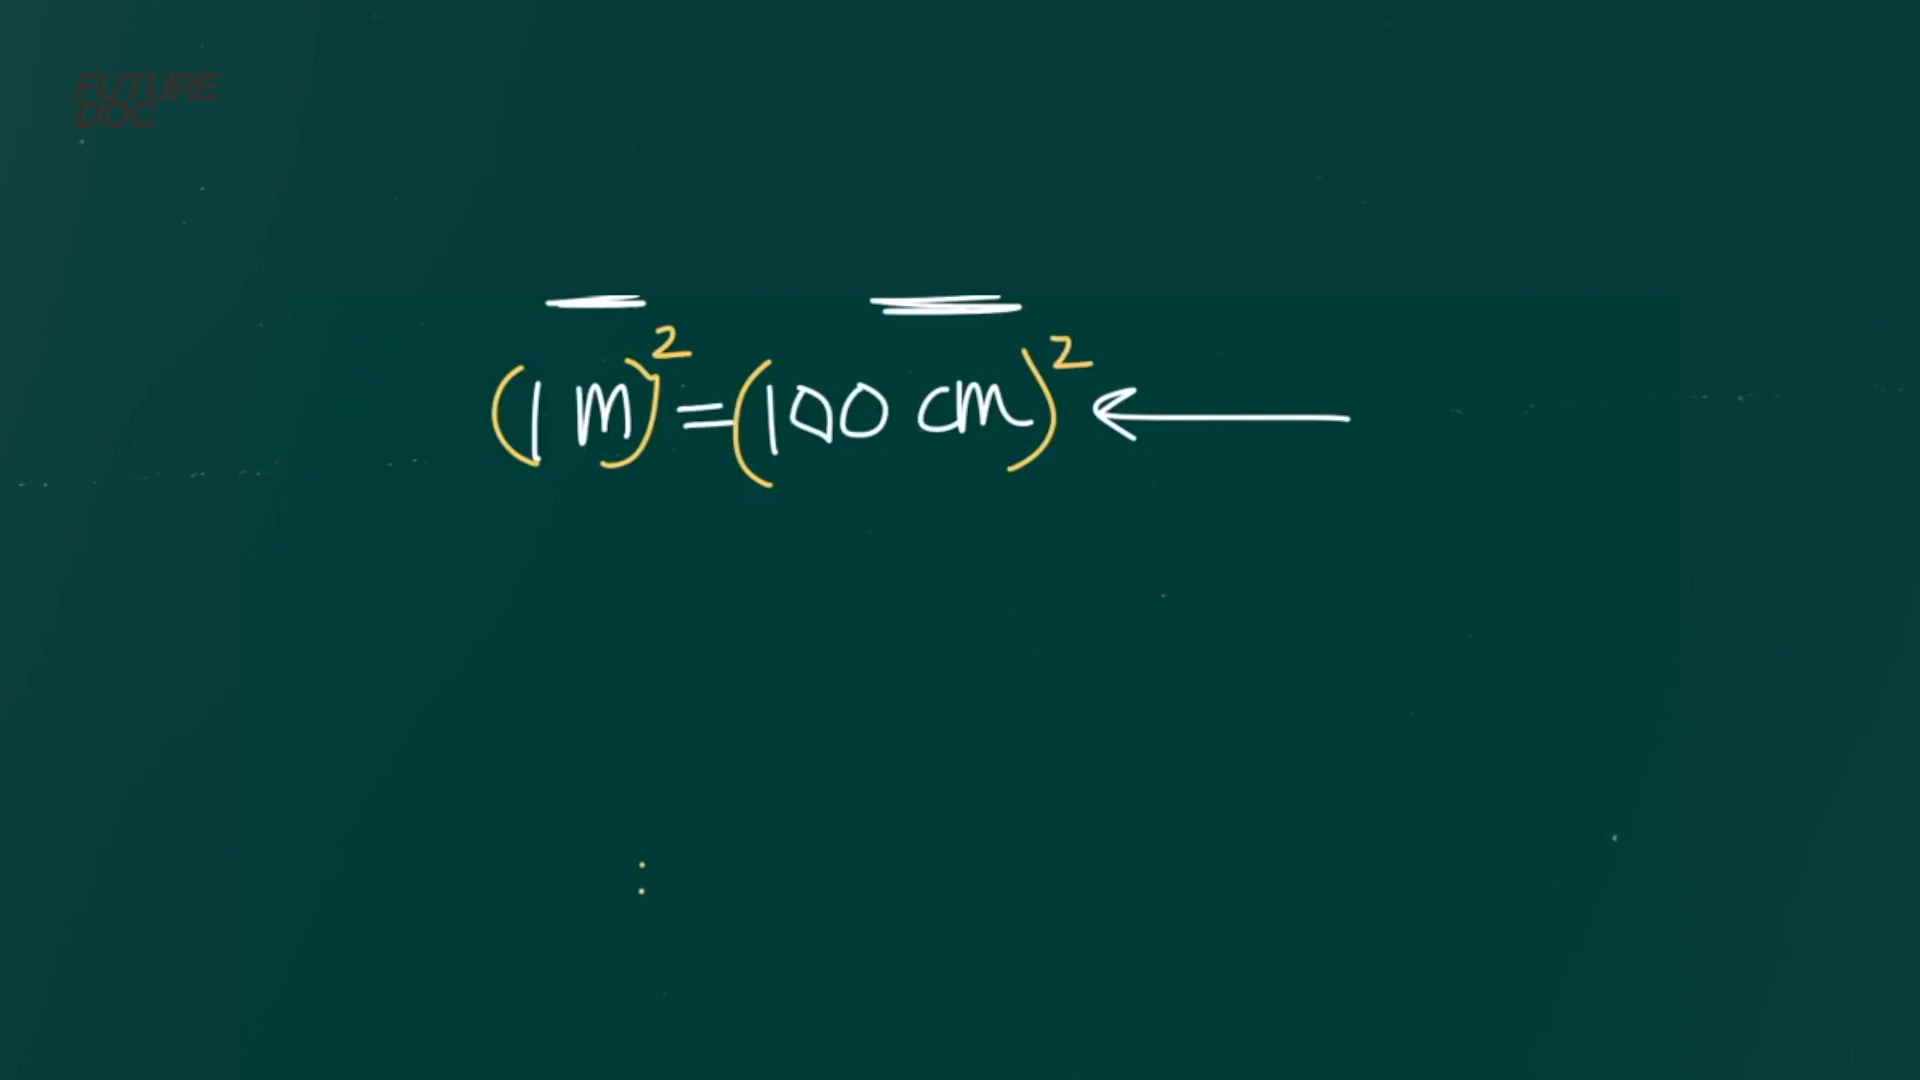 FUTURE
DOC
(1 m)² = (100 cm)² ←